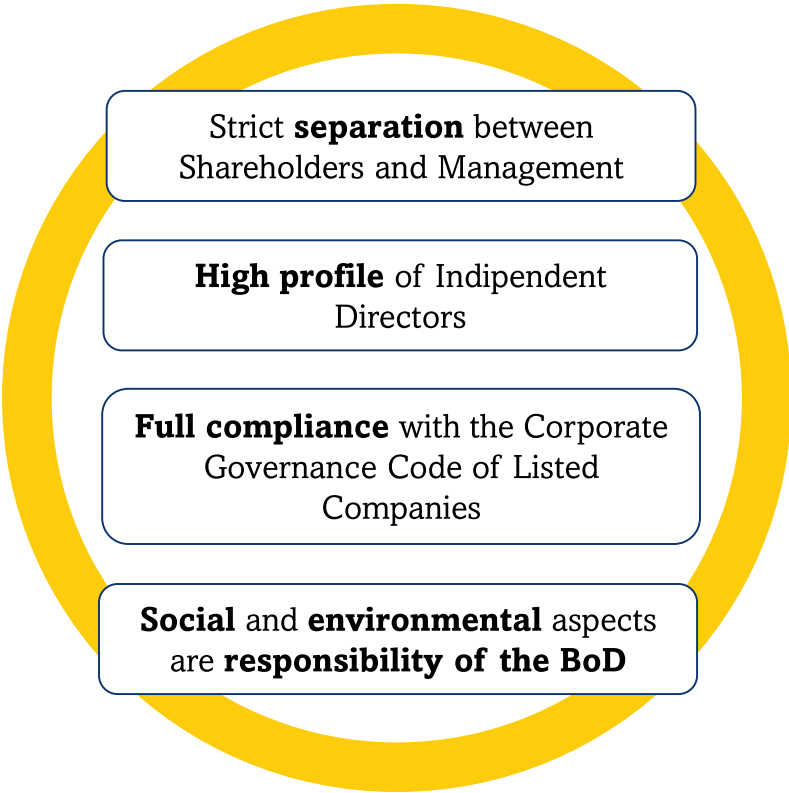 Strict separation between
Shareholders and Management
High profile of Indipendent
Directors
Full compliance with the Corporate
Governance Code of Listed
Companies
Social and environmental aspects
are responsibility of the BoD